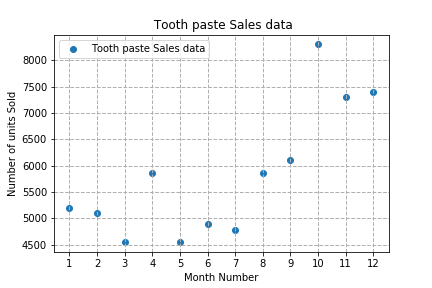 Tooth paste Sales data
Tooth paste Sales data
8000
7500
7000
6500
6000
5500
5000
4500
Number of units Sold
1 2 3 4 5 6 7 8 9 10 11 12
Month Number